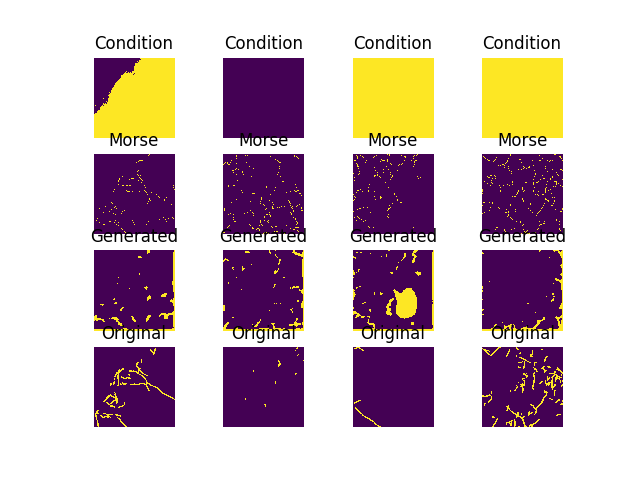 Condition Condition Condition Condition
Morse Morse Morse Morse
Generated Generated Generated Generated
Original Original Original Original